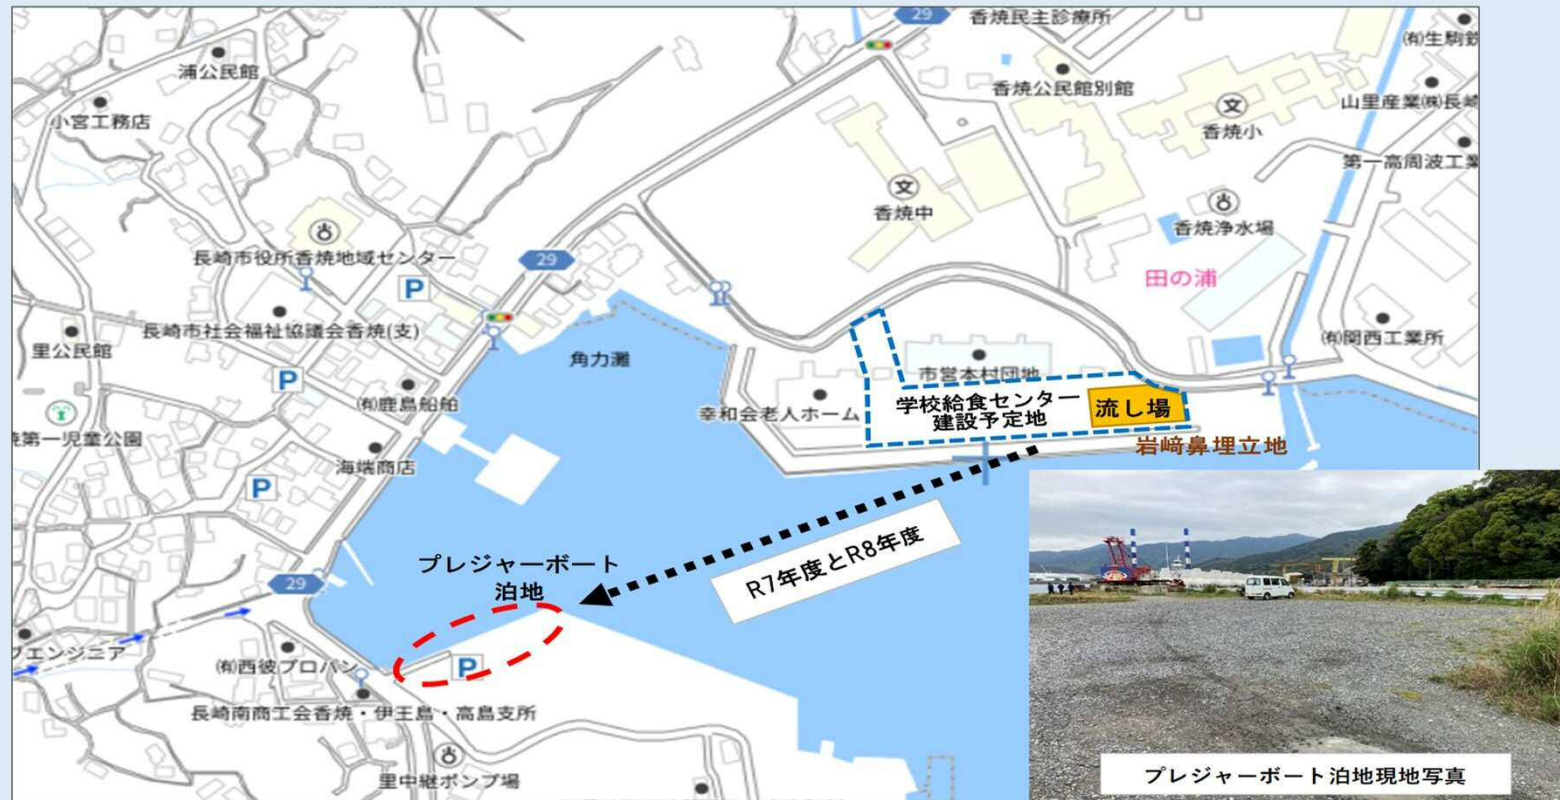 29
香焼民主診療所
(有)生駒鉄
浦公民館
香焼公民館別館
小宮工務店
山里産業㈱長崎
文
香焼小
第一高周波工業
文
香焼中
香焼浄水場
長崎市役所香焼地域センター
29
田の浦
P
長崎市社会福祉協議会香焼(支)
里公民館
(有)関西工業所
角力灘
市営本村団地
P
(有)鹿島船舶
幸和会老人ホーム
学校給食センター
建設予定地
流し場
焼第一児童公園
岩﨑鼻埋立地
海端商店
P
R7年度とR8年度
プレジャーボート
泊地
29
フエンジニア
(有)西彼プロパン
P
長崎南商工会香焼・伊王島・高島支所
里中継ポンプ場
プレジャーボート泊地現地写真